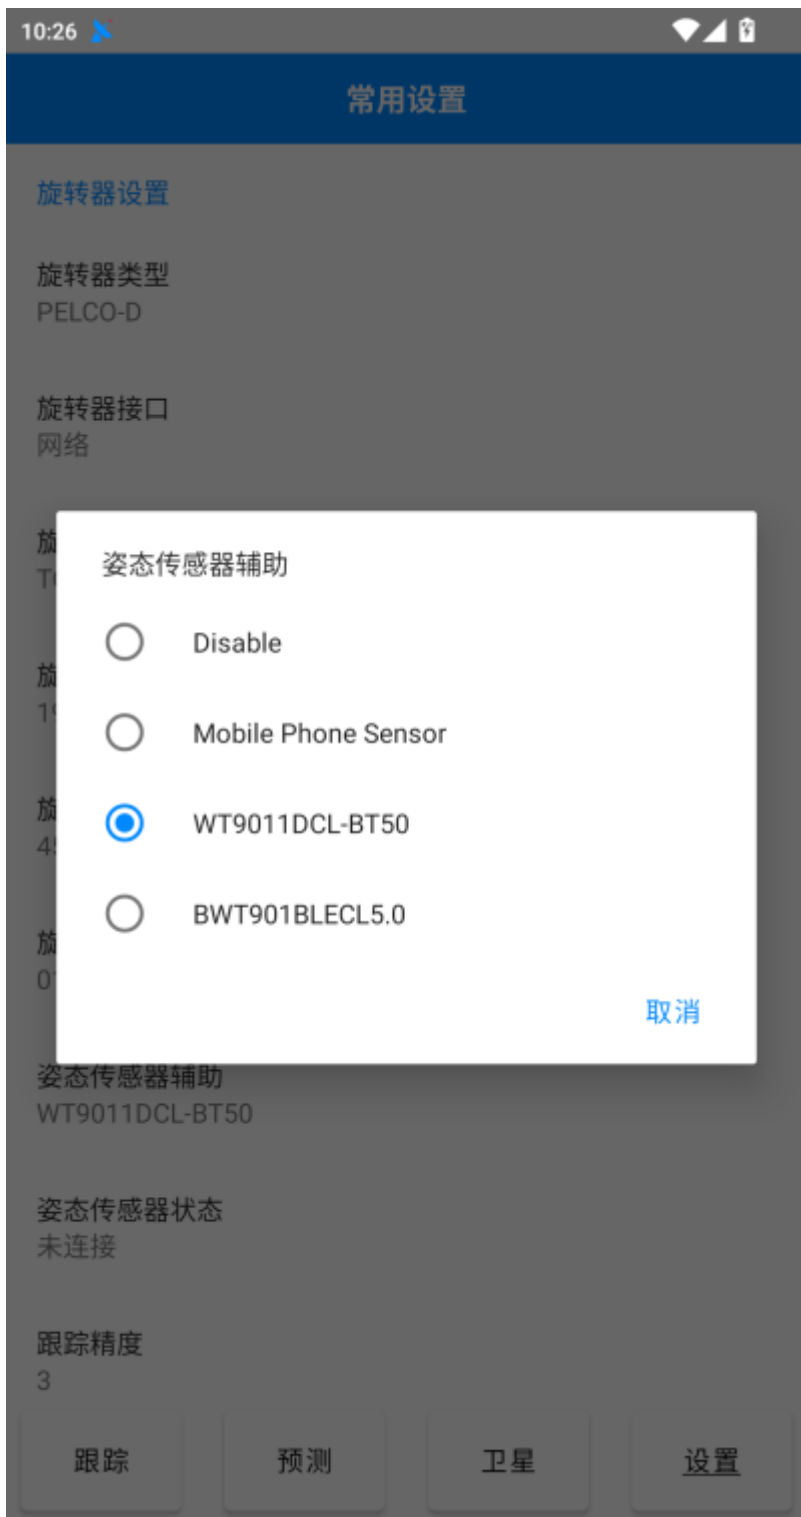 10:26
常用设置
旋转器设置
旋转器类型
PELCO-D
旋转器接口
网络
姿态传感器辅助
Disable
Mobile Phone Sensor
WT9011DCL-BT50
BWT901BLECL5.0
取消
姿态传感器辅助
WT9011DCL-BT50
姿态传感器状态
未连接
跟踪精度
3
跟踪
预测
卫星
设置